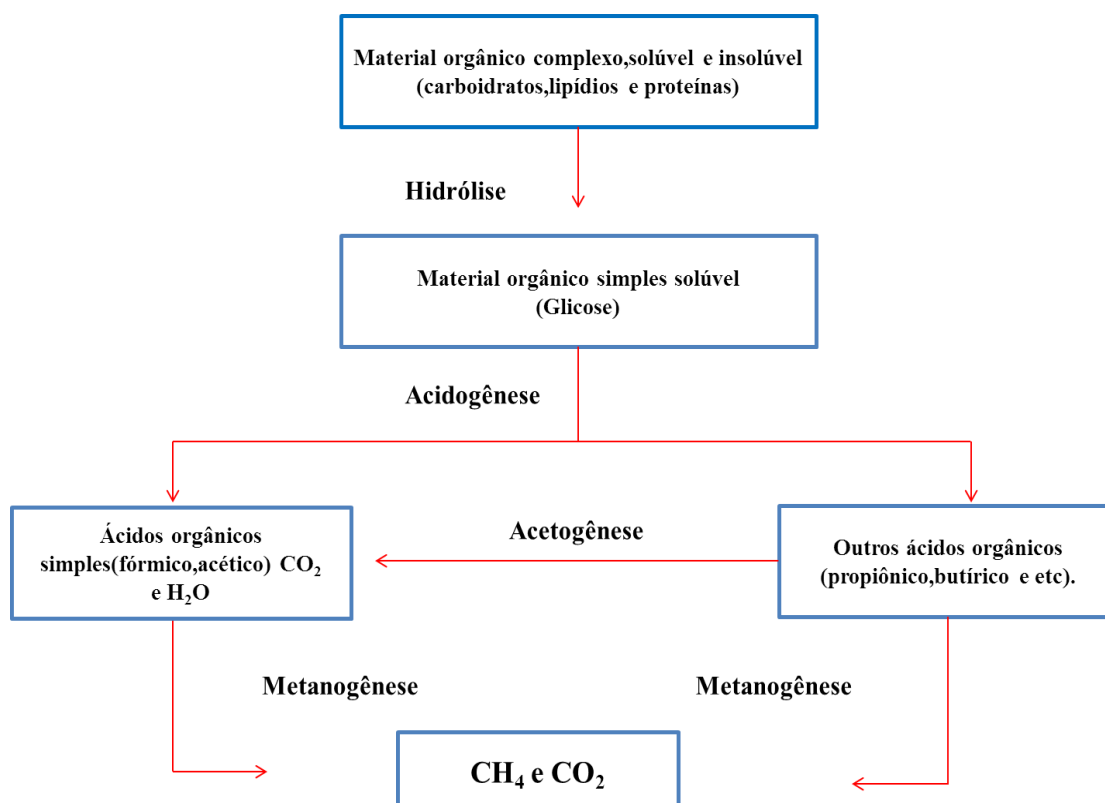 Material orgânico complexo,solúvel e insolúvel
(carboidratos,lipídios e proteínas)
Hidrólise
Material orgânico simples solúvel
(Glicose)
Acidogênese
Ácidos orgânicos
simples(fórmico,acético) CO₂
e H₂O
Acetogênese
Outros ácidos orgânicos
(propiônico,butírico e etc).
Metanogênese
Metanogênese
CH₄ e CO₂